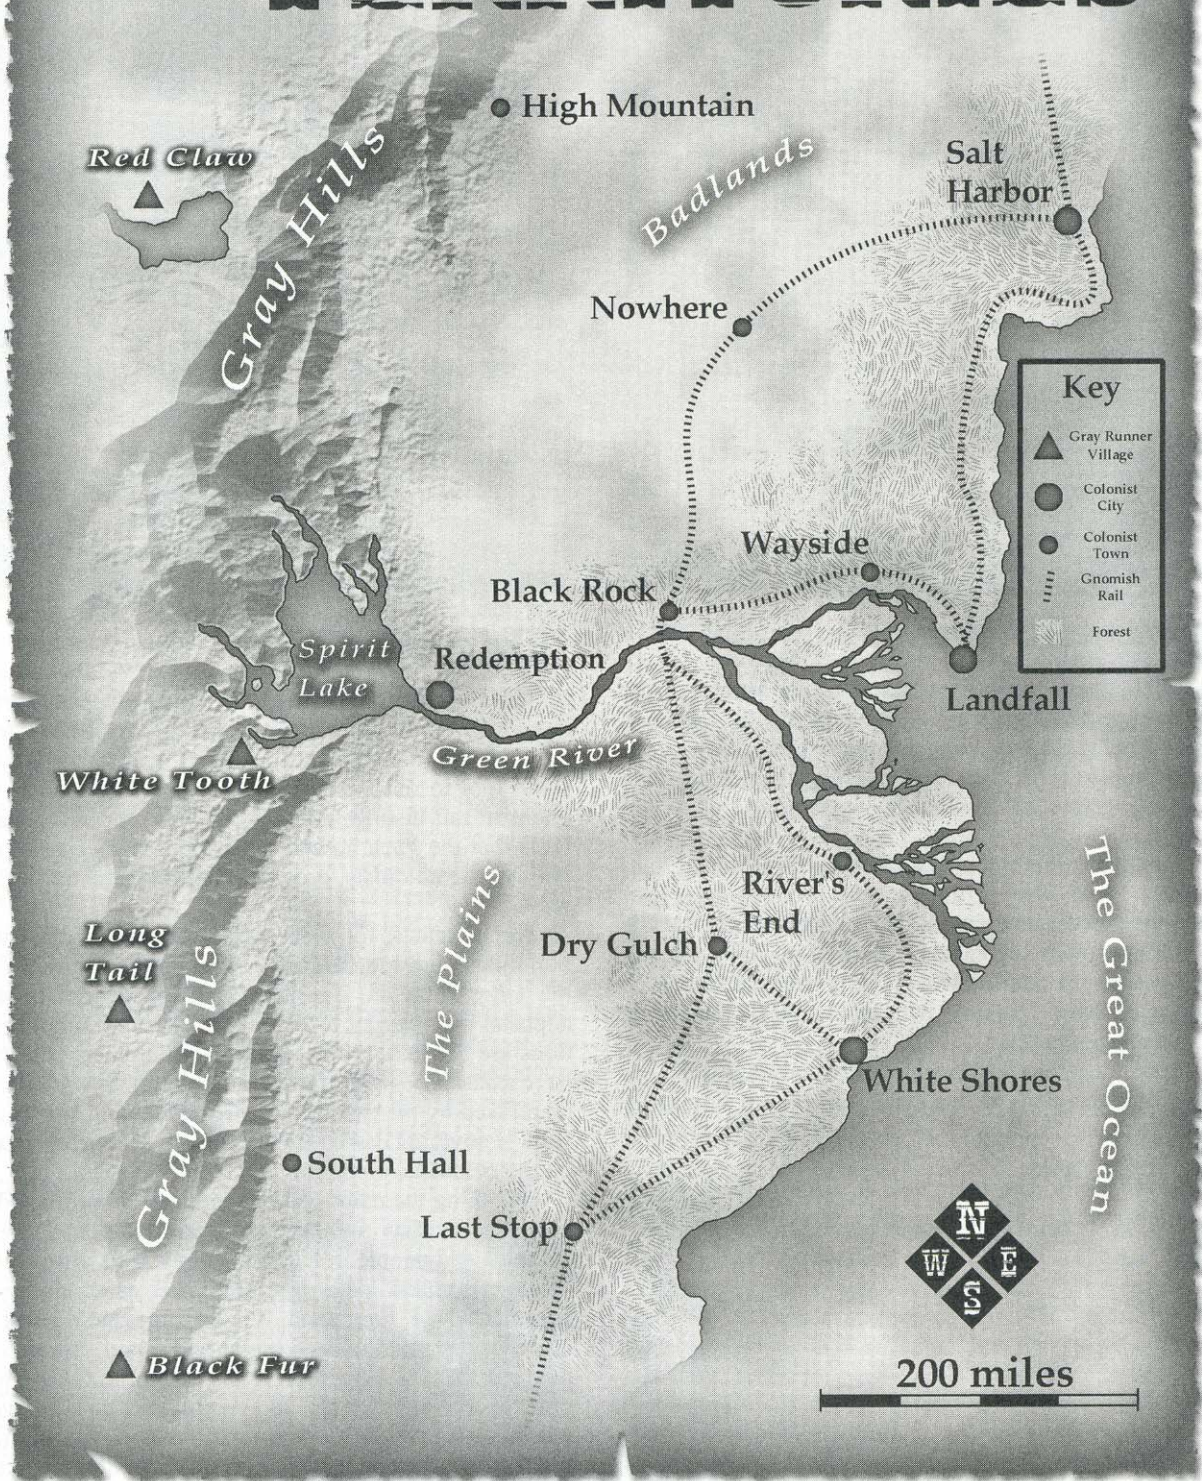 High Mountain
Red Claw
Gray Hills
Badlands
Salt
Harbor
Nowhere
Key
Gray Runner
Village
Colonist
City
Colonist
Town
Gnomish
Rail
Forest
Wayside
Black Rock
Spirit
Lake
Redemption
Landfall
Green River
White Tooth
The Plains
River's
End
Dry Gulch
The Great Ocean
Long
Tail
Gray Hills
White Shores
South Hall
Last Stop
N
W E
S
Black Fur
200 miles